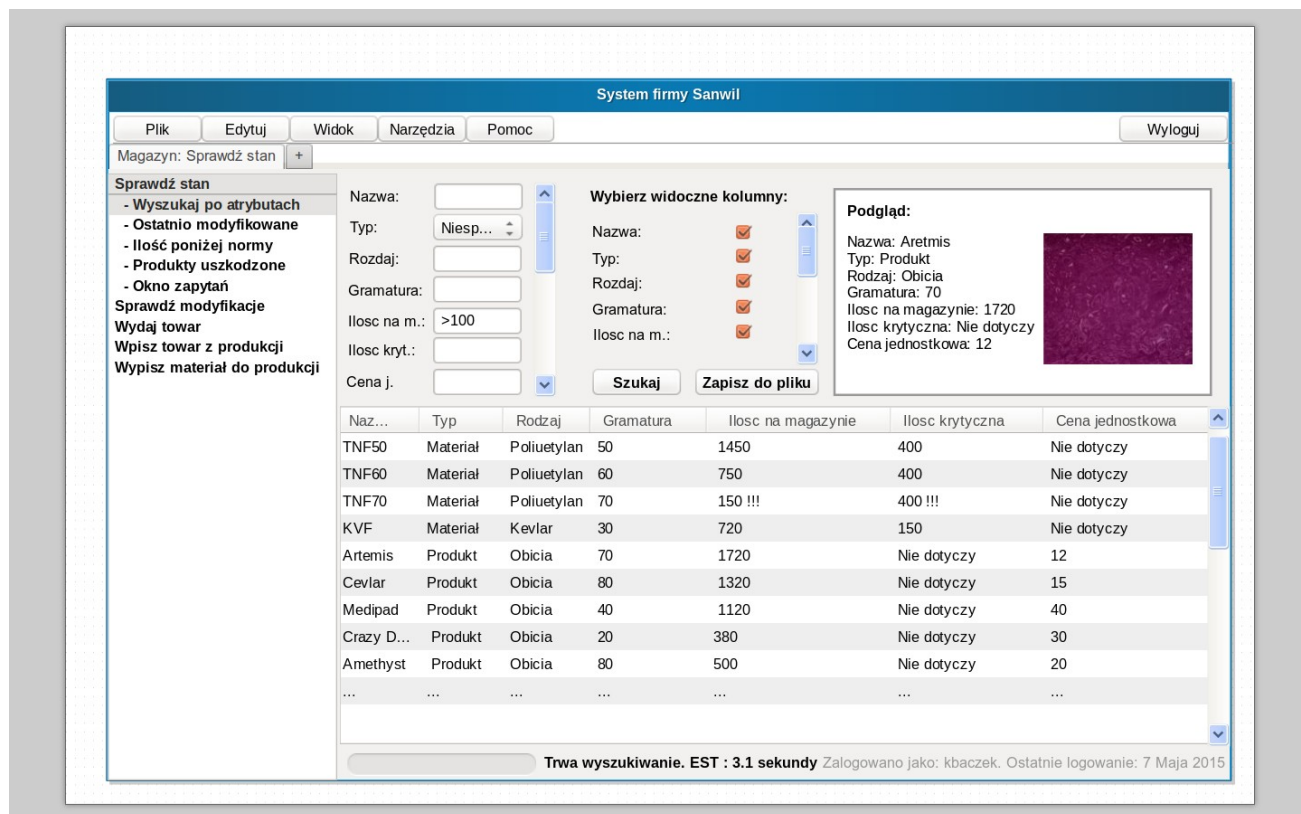 System firmy Sanwil
Plik Edytuj Widok Narzędzia Pomoc Wyloguj
Magazyn: Sprawdź stan +
Sprawdź stan
- Wyszukaj po atrybutach
- Ostatnio modyfikowane
- Ilość poniżej normy
- Produkty uszkodzone
- Okno zapytań
Sprawdź modyfikacje
Wydaj towar
Wpisz towar z produkcji
Wypisz materiał do produkcji
Nazwa:
Typ: Niesp...
Rozdaj:
Gramatura:
Ilosc na m.: >100
Ilosc kryt.:
Cena j.
Wybierz widoczne kolumny:
Nazwa:
Typ:
Rozdaj:
Gramatura:
Ilosc na m.:
Szukaj Zapisz do pliku
Podgląd:
Nazwa: Aretmis
Typ: Produkt
Rodzaj: Obicia
Gramatura: 70
Ilosc na magazynie: 1720
Ilosc krytyczna: Nie dotyczy
Cena jednostkowa: 12
Naz... Typ Rodzaj Gramatura Ilosc na magazynie Ilosc krytyczna Cena jednostkowa
TNF50 Materiał Poliuetylan 50 1450 400 Nie dotyczy
TNF60 Materiał Poliuetylan 60 750 400 Nie dotyczy
TNF70 Materiał Poliuetylan 70 150 !!! 400 !!! Nie dotyczy
KVF Materiał Kevlar 30 720 150 Nie dotyczy
Artemis Produkt Obicia 70 1720 Nie dotyczy 12
Cevlar Produkt Obicia 80 1320 Nie dotyczy 15
Medipad Produkt Obicia 40 1120 Nie dotyczy 40
Crazy D... Produkt Obicia 20 380 Nie dotyczy 30
Amethyst Produkt Obicia 80 500 Nie dotyczy 20
... ... ... ... ... ... ...
Trwa wyszukiwanie. EST : 3.1 sekundy Zalogowano jako: kbaczek. Ostatnie logowanie: 7 Maja 2015